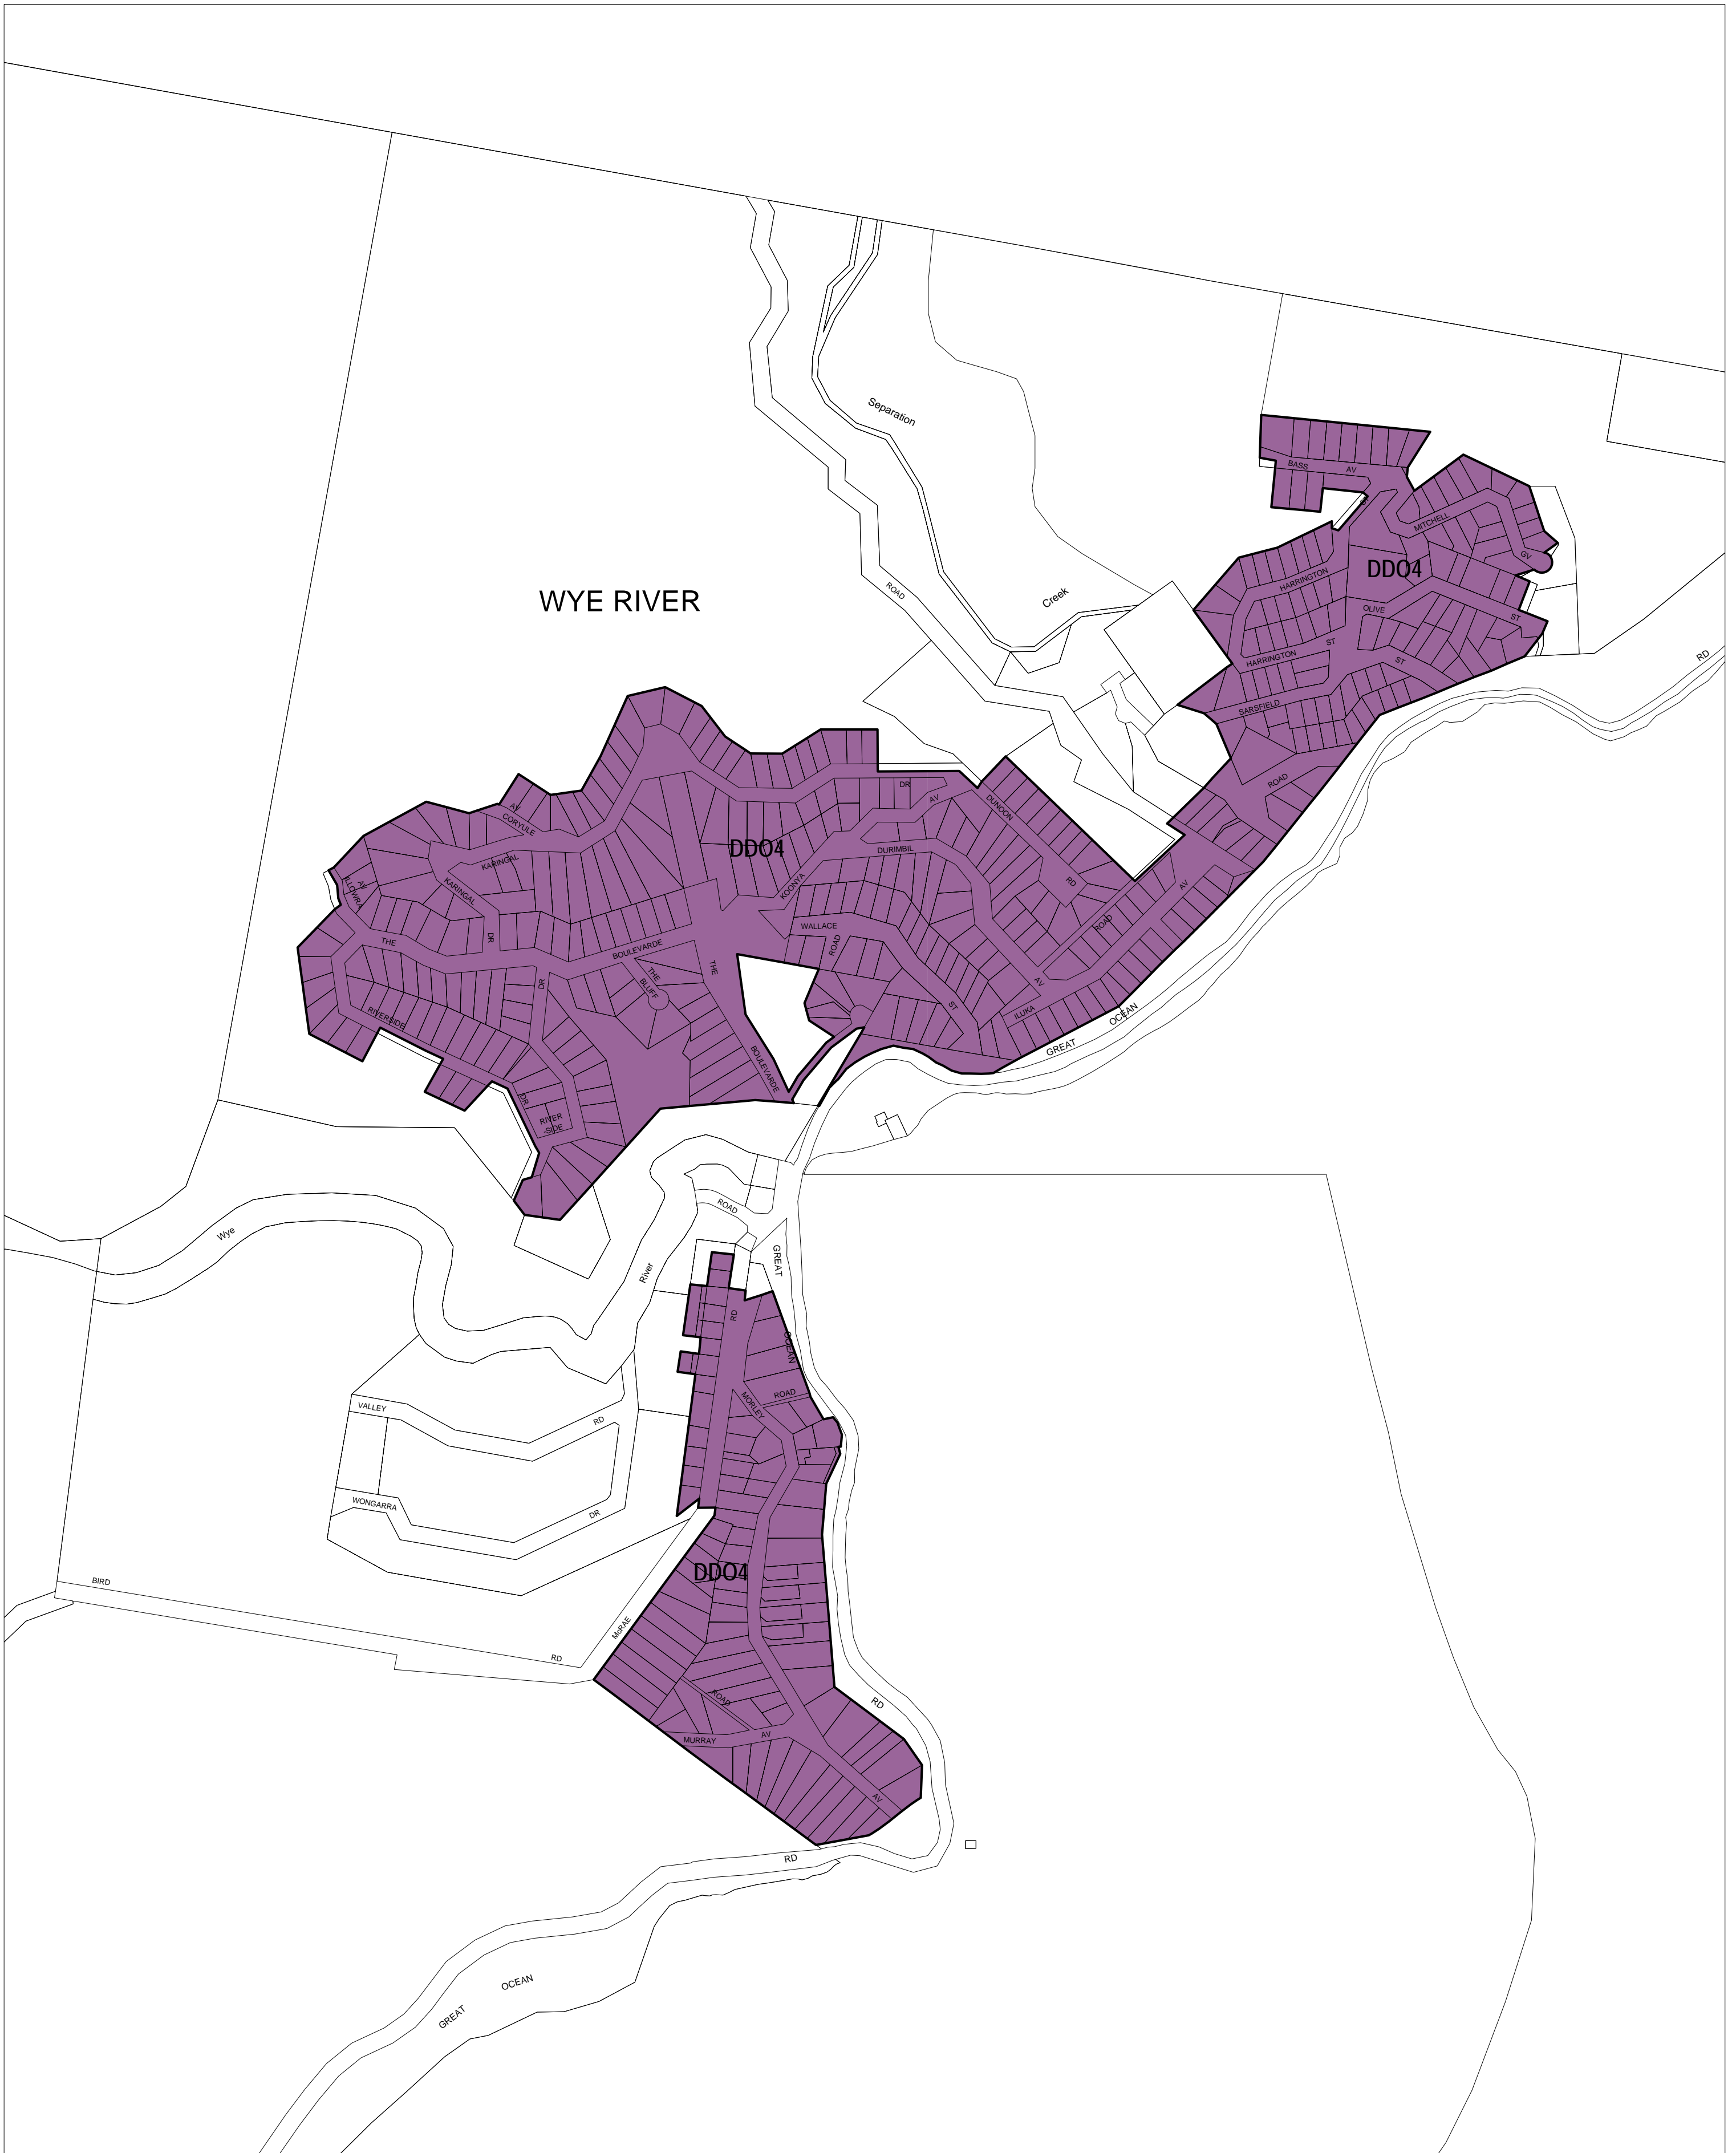 Separation
BASS
AV
MITCHELL
GV
DDO4
HARRINGTON
OLIVE
ST
ROAD
Creek
WYE RIVER
ST
HARRINGTON
ST
RD
SARSFIELD
ROAD
DR
AV
DUNOON
AV
CORYULE
DDO4
DURIMBIL
KARINGAL
KOONYA
KARINGAL
AV
ILLOWRA
RD
AV
ROAD
WALLACE
ROAD
DR
THE
BOULEVARDE
THE
THE
BLUFF
DR
AV
ST
ILUKA
OCEAN
GREAT
RIVERSIDE
BOULEVARDE
DR
RIVER
-SIDE
ROAD
Wye
River
GREAT
RD
OCEAN
ROAD
MORLEY
VALLEY
RD
WONGARRA
DR
DDO4
BIRD
McRAE
RD
ROAD
RD
MURRAY
AV
AV
RD
OCEAN
GREAT